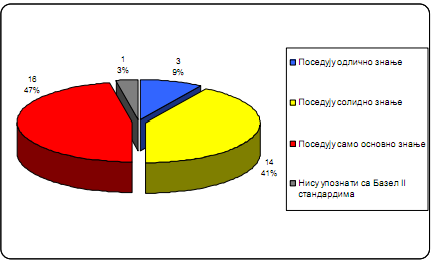 1
3%
3
9%
16
47%
14
41%
Поседују одлично знање
Поседују солидно знање
Поседују само основно знање
Нису упознати са Базел II
стандардима